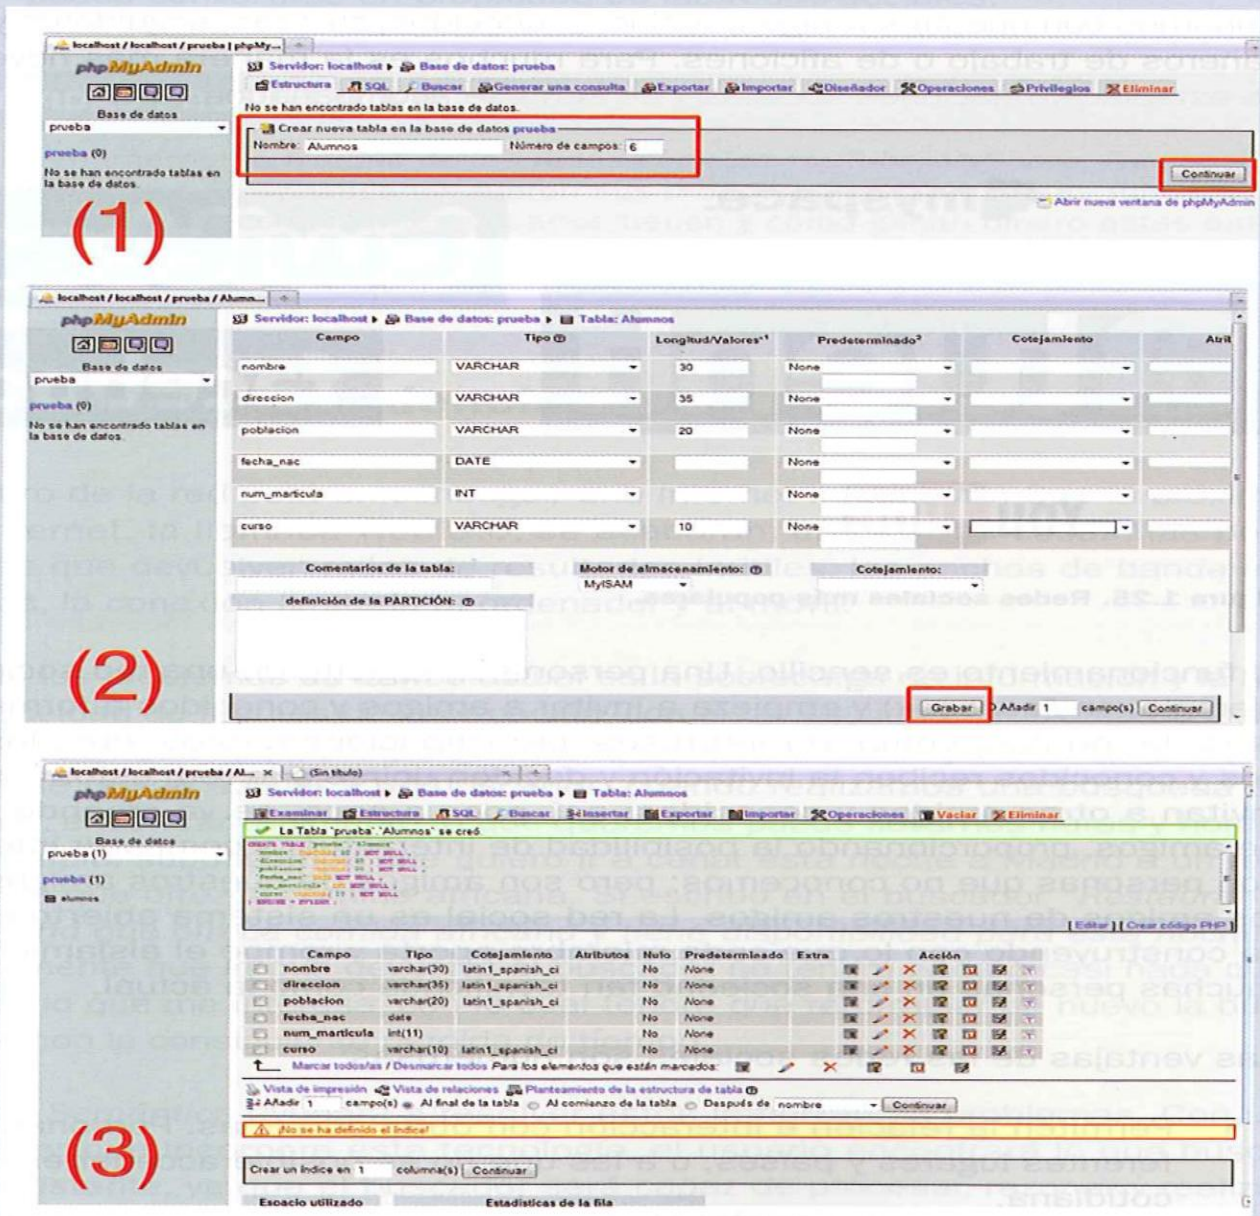 localhost / localhost / prueba | phpMy...
phpMyAdmin
Servidor: localhost ▸ Base de datos: prueba
Estructura SQL Buscar Generar una consulta Exportar Importar Diseñador Operaciones Privilegios Eliminar
Base de datos
prueba
prueba (0)
No se han encontrado tablas en la base de datos.
No se han encontrado tablas en la base de datos.
Crear nueva tabla en la base de datos prueba
Nombre: Alumnos Número de campos: 6
Continuar
Abrir nueva ventana de phpMyAdmin
(1)
localhost / localhost / prueba / Alumn...
phpMyAdmin
Servidor: localhost ▸ Base de datos: prueba ▸ Tabla: Alumnos
Base de datos
prueba
prueba (0)
No se han encontrado tablas en la base de datos.
Campo Tipo Longitud/Valores*1 Predeterminado2 Cotejamiento Atrit
nombre VARCHAR 30 None
direccion VARCHAR 35 None
poblacion VARCHAR 20 None
fecha_nac DATE None
num_marticula INT None
curso VARCHAR 10 None
Comentarios de la tabla: Motor de almacenamiento: Cotejamiento:
MyISAM
definición de la PARTICIÓN:
Grabar O Añadir 1 campo(s) Continuar
(2)
localhost / localhost / prueba / Al... (Sin título)
phpMyAdmin
Servidor: localhost ▸ Base de datos: prueba ▸ Tabla: Alumnos
Examinar Estructura SQL Buscar Insertar Exportar Importar Operaciones Vaciar Eliminar
Base de datos
prueba (1)
prueba (1)
alumnos
La Tabla `prueba`.`Alumnos` se creó.
CREATE TABLE `prueba`.`Alumnos` (
[ Editar ] [ Crear código PHP ]
Campo Tipo Cotejamiento Atributos Nulo Predeterminado Extra Acción
nombre varchar(30) latin1_spanish_ci No None
direccion varchar(35) latin1_spanish_ci No None
poblacion varchar(20) latin1_spanish_ci No None
fecha_nac date No None
num_marticula int(11) No None
curso varchar(10) latin1_spanish_ci No None
Marcar todos/as / Desmarcar todos Para los elementos que están marcados:
Vista de impresión Vista de relaciones Planteamiento de la estructura de tabla
Añadir 1 campo(s) Al final de la tabla Al comienzo de la tabla Después de nombre Continuar
¡No se ha definido el índice!
Crear un índice en 1 columna(s) Continuar
Espacio utilizado Estadísticas de la fila
(3)